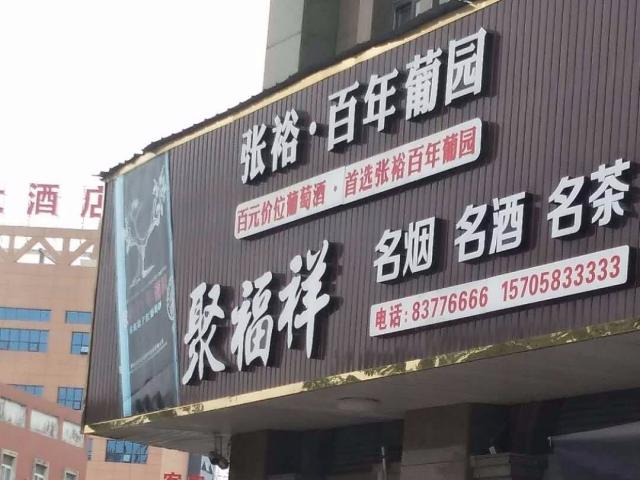 张裕·百年葡园
百元价位葡萄酒·首选张裕百年葡园
聚福祥
名烟 名酒 名茶
电话:83776666 15705833333
酒店